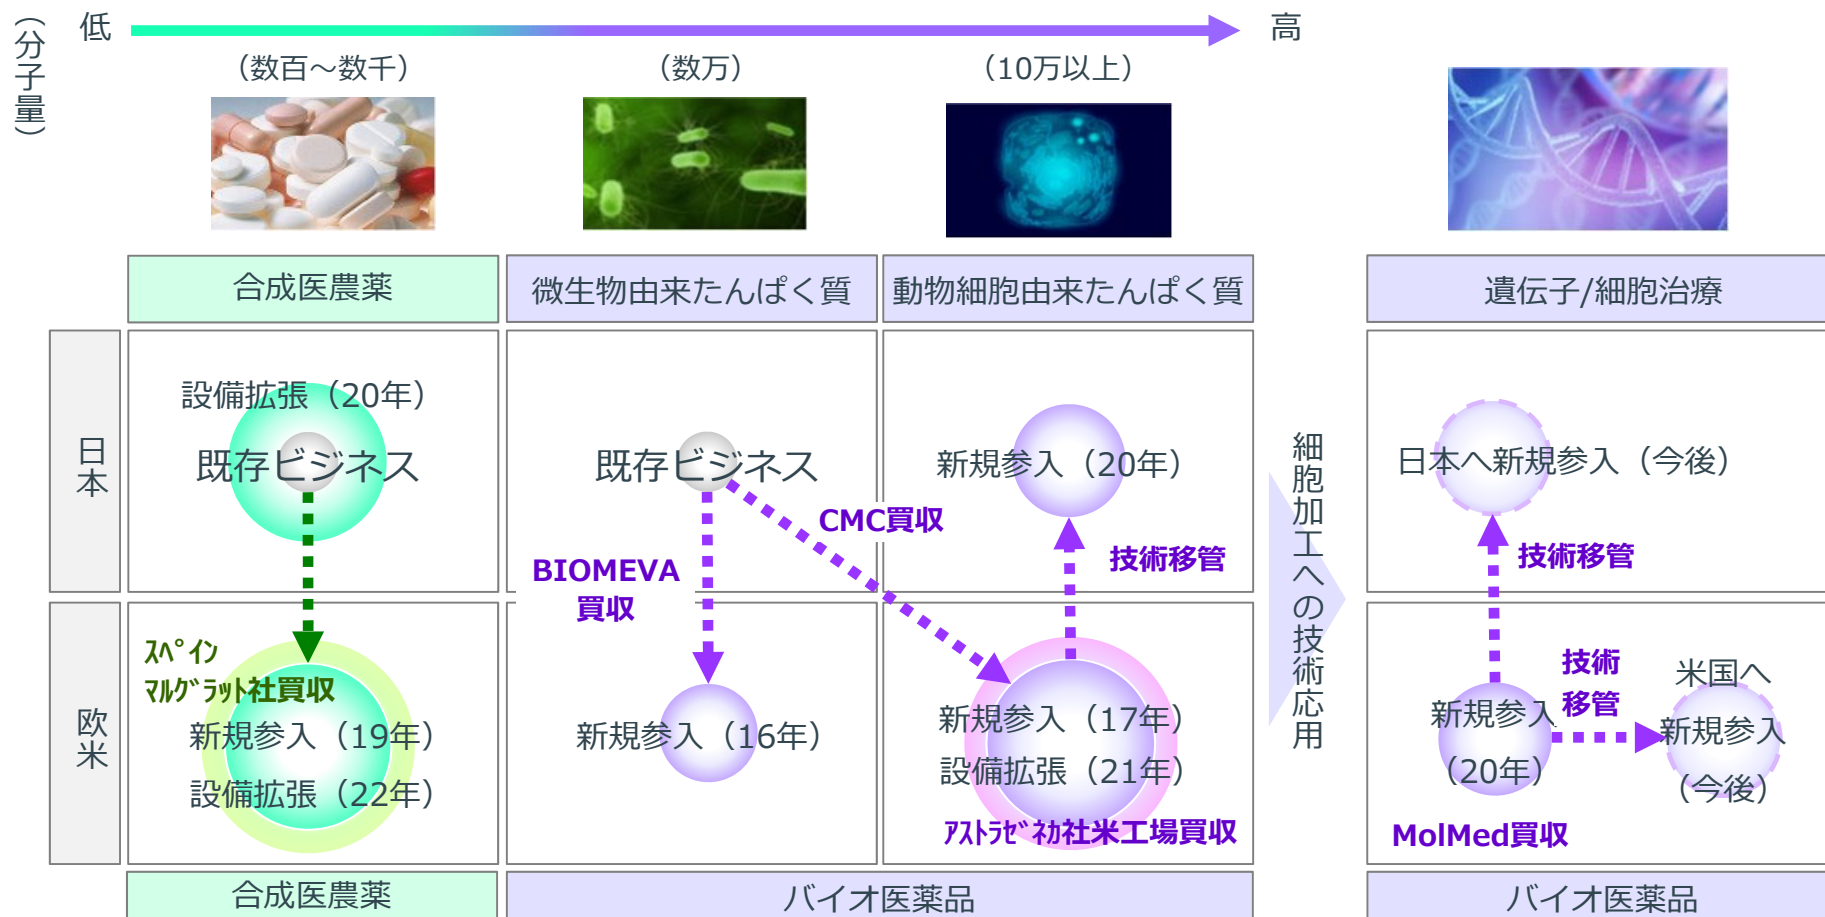 （分子量）
低
高
（数百～数千）
（数万）
（10万以上）
合成医農薬
微生物由来たんぱく質
動物細胞由来たんぱく質
遺伝子/細胞治療
日本
設備拡張（20年）
既存ビジネス
既存ビジネス
新規参入（20年）
日本へ新規参入（今後）
CMC買収
BIOMEVA
買収
技術移管
技術移管
細胞加工への技術応用
欧米
ｽﾍﾟｲﾝ
ﾏﾙｸﾞﾗｯﾄ社買収
新規参入（19年）
設備拡張（22年）
新規参入（16年）
新規参入（17年）
設備拡張（21年）
ｱｽﾄﾗｾﾞﾈｶ社米工場買収
新規参入
（20年）
技術
移管
米国へ
新規参入
（今後）
MolMed買収
合成医農薬
バイオ医薬品
バイオ医薬品